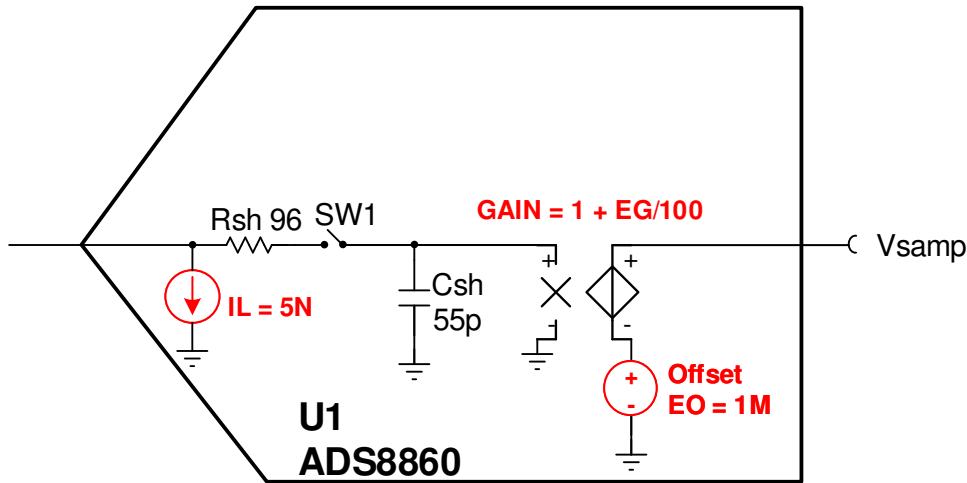 GAIN = 1 + EG/100
Rsh 96
SW1
Vsamp
+
+
Csh
55p
IL = 5N
-
-
+
-
Offset
EO = 1M
U1
ADS8860